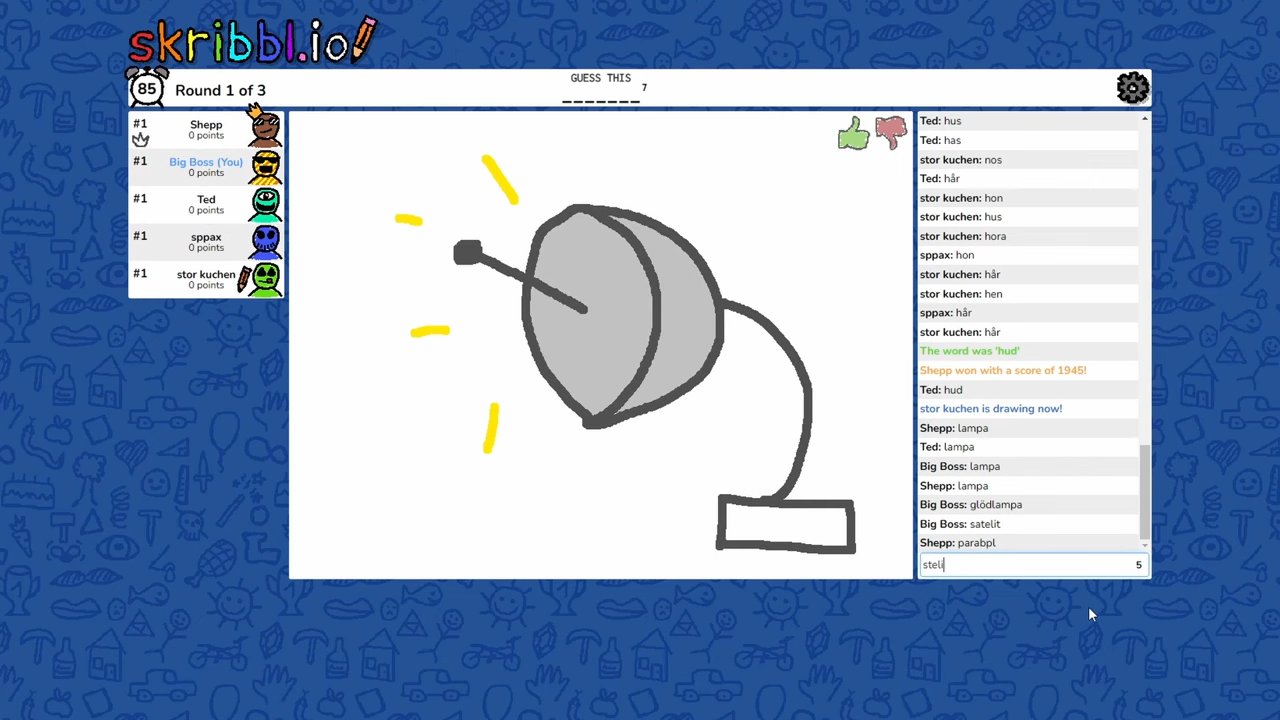 skribbl.io
85
Round 1 of 3
GUESS THIS
_______ 7
#1
Shepp
0 points
#1
Big Boss (You)
0 points
#1
Ted
0 points
#1
sppax
0 points
#1
stor kuchen
0 points
Ted: hus
Ted: has
stor kuchen: nos
Ted: hår
stor kuchen: hon
stor kuchen: hus
stor kuchen: hora
sppax: hon
stor kuchen: hår
stor kuchen: hen
sppax: hår
stor kuchen: hår
The word was 'hud'
Shepp won with a score of 1945!
Ted: hud
stor kuchen is drawing now!
Shepp: lampa
Ted: lampa
Big Boss: lampa
Shepp: lampa
Big Boss: glödlampa
Big Boss: satelit
Shepp: parabpl
steli 5